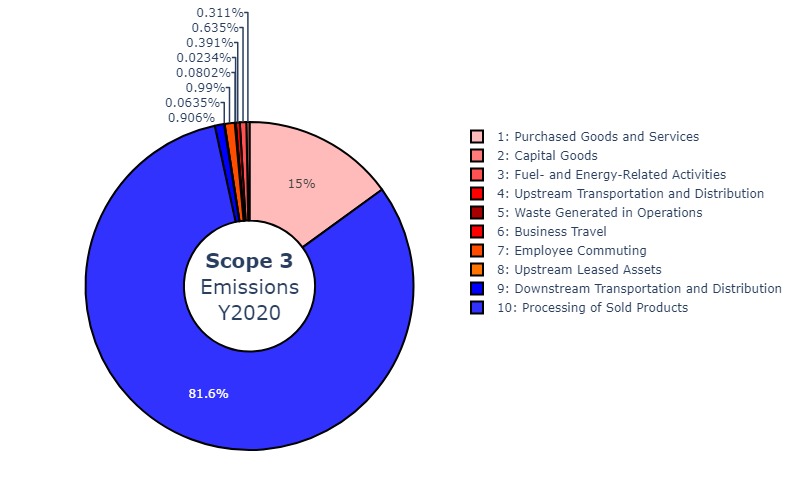 0.311%
0.635%
0.391%
0.0234%
0.0802%
0.99%
0.0635%
0.906%
15%
81.6%
Scope 3
Emissions
Y2020
1: Purchased Goods and Services
2: Capital Goods
3: Fuel- and Energy-Related Activities
4: Upstream Transportation and Distribution
5: Waste Generated in Operations
6: Business Travel
7: Employee Commuting
8: Upstream Leased Assets
9: Downstream Transportation and Distribution
10: Processing of Sold Products